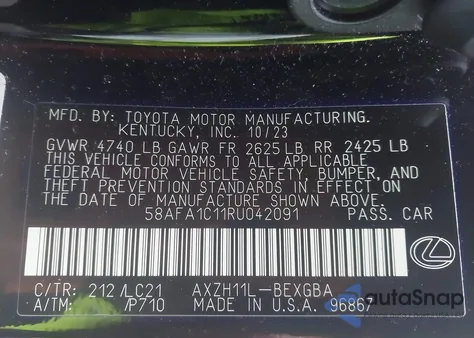 MFD. BY: TOYOTA MOTOR MANUFACTURING.
KENTUCKY, INC. 10/23
GVWR 4740 LB GAWR FR 2625 LB RR 2425 LB
THIS VEHICLE CONFORMS TO ALL APPLICABLE
FEDERAL MOTOR VEHICLE SAFETY, BUMPER, AND
THEFT PREVENTION STANDARDS IN EFFECT ON
THE DATE OF MANUFACTURE SHOWN ABOVE.
58AFA1C11RU042091 PASS. CAR
C/TR: 212 /LC21 AXZH11L-BEXGBA
A/TM: /P710 MADE IN U.S.A. 96867
autoSnap